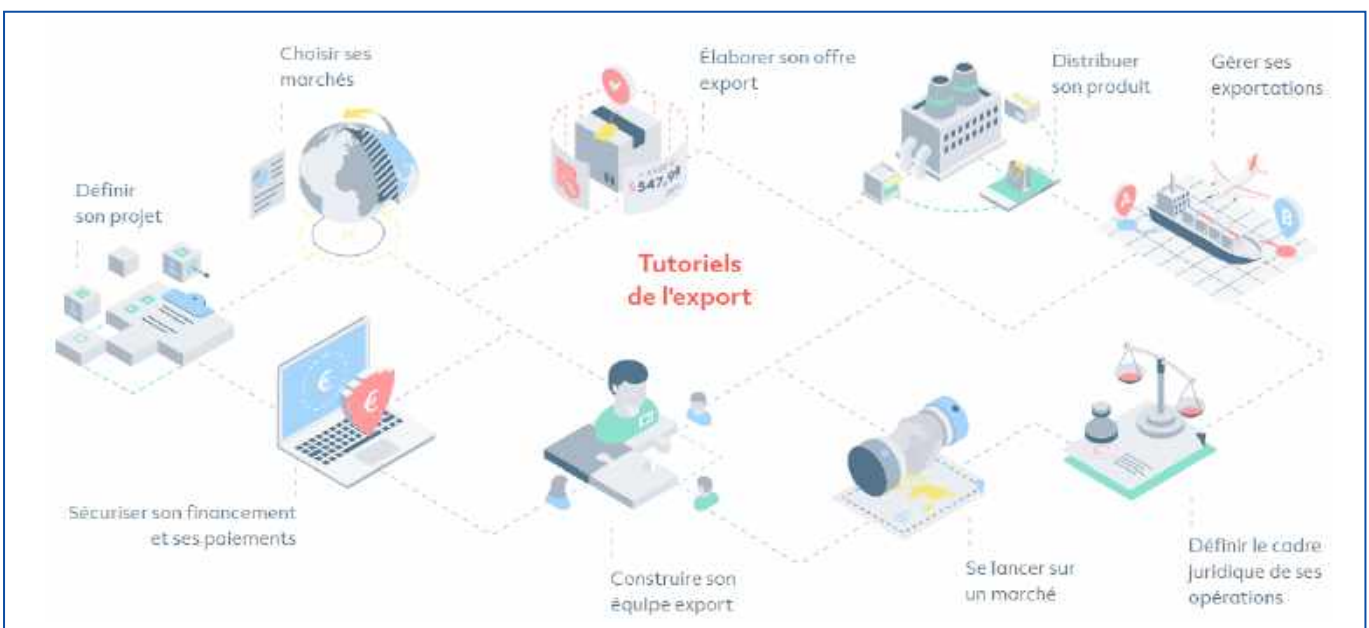 Choisir ses
marchés
Élaborer son offre
export
Distribuer
son produit
Gérer ses
exportations
Définir
son projet
$547,98
A
B
Tutoriels
de l'export
€
€
Sécuriser son financement
et ses paiements
Construire son
équipe export
Se lancer sur
un marché
Définir le cadre
juridique de ses
opérations